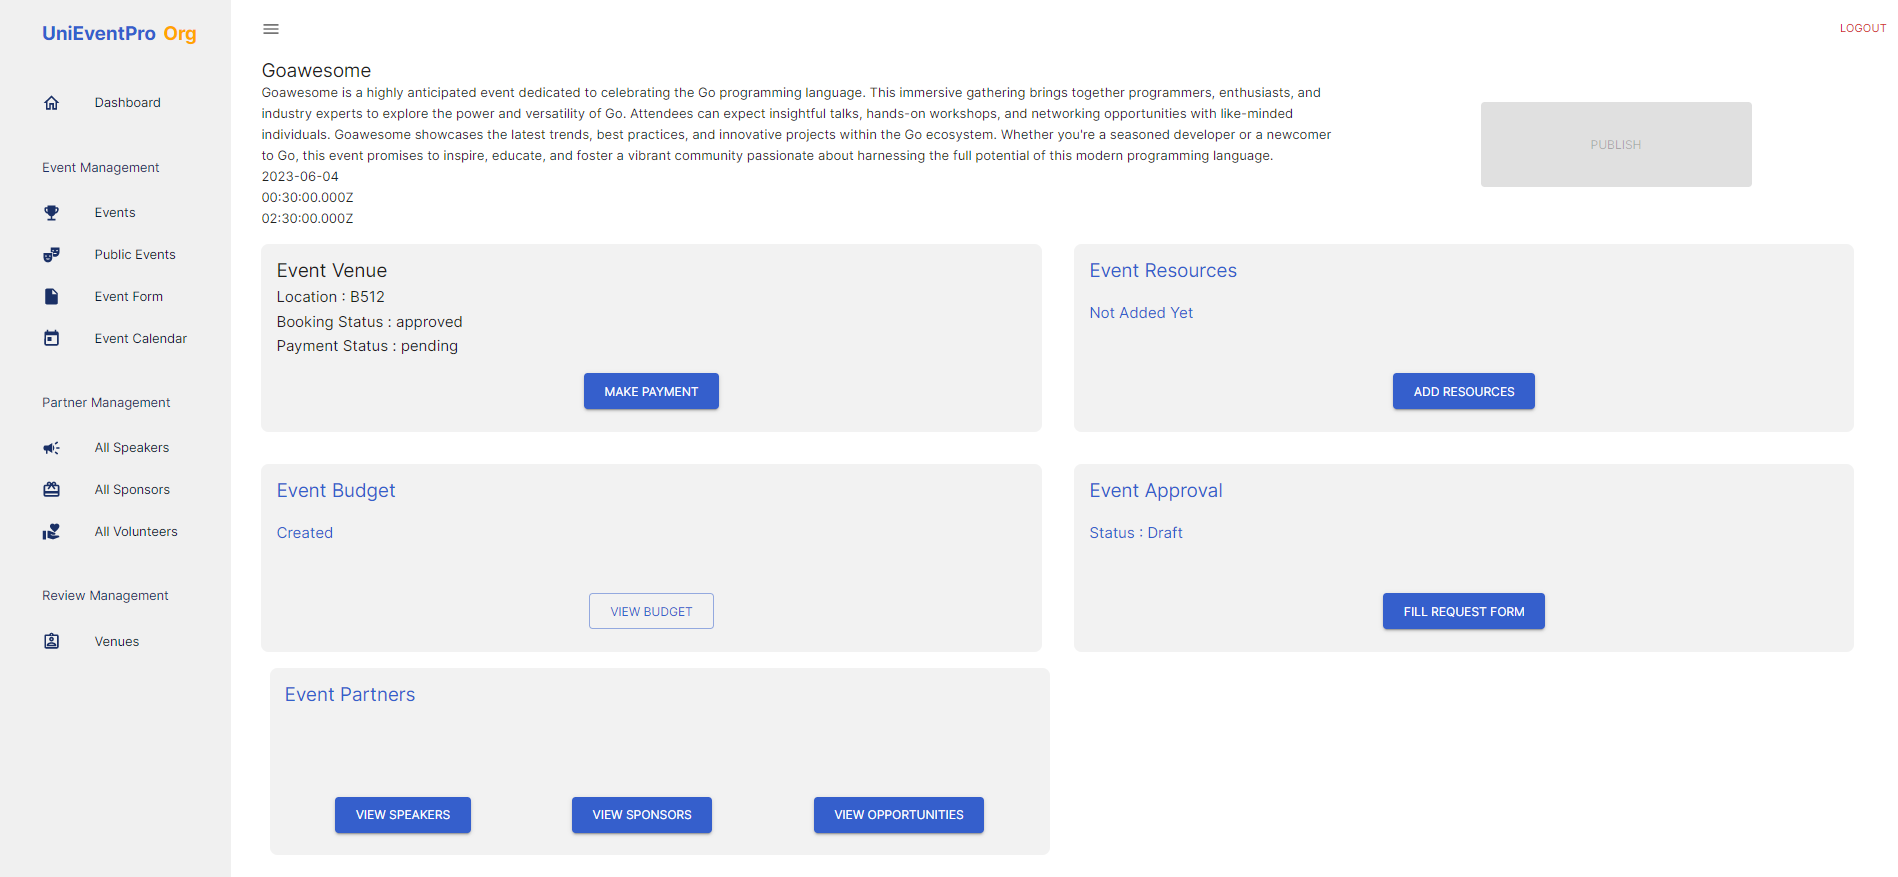 UniEventPro Org
Dashboard
Event Management
Events
Public Events
Event Form
Event Calendar
Partner Management
All Speakers
All Sponsors
All Volunteers
Review Management
Venues
LOGOUT
Goawesome
Goawesome is a highly anticipated event dedicated to celebrating the Go programming language. This immersive gathering brings together programmers, enthusiasts, and
industry experts to explore the power and versatility of Go. Attendees can expect insightful talks, hands-on workshops, and networking opportunities with like-minded
individuals. Goawesome showcases the latest trends, best practices, and innovative projects within the Go ecosystem. Whether you're a seasoned developer or a newcomer
to Go, this event promises to inspire, educate, and foster a vibrant community passionate about harnessing the full potential of this modern programming language.
2023-06-04
00:30:00.000Z
02:30:00.000Z
PUBLISH
Event Venue
Location : B512
Booking Status : approved
Payment Status : pending
MAKE PAYMENT
Event Resources
Not Added Yet
ADD RESOURCES
Event Budget
Created
VIEW BUDGET
Event Approval
Status : Draft
FILL REQUEST FORM
Event Partners
VIEW SPEAKERS
VIEW SPONSORS
VIEW OPPORTUNITIES